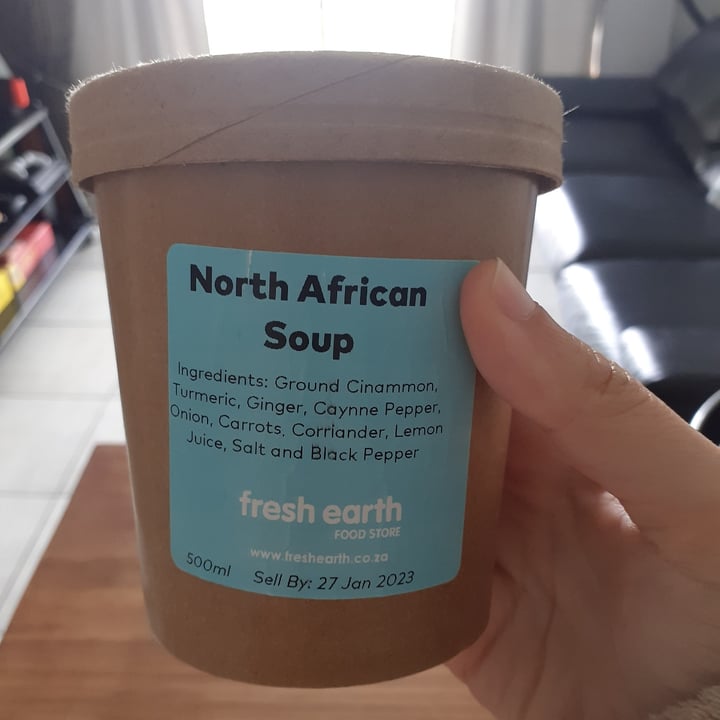 North African
Soup
Ingredients: Ground Cinammon,
Turmeric, Ginger, Caynne Pepper,
Onion, Carrots, Corriander, Lemon
Juice, Salt and Black Pepper
fresh earth
FOOD STORE
www.freshearth.co.za
500ml Sell By: 27 Jan 2023